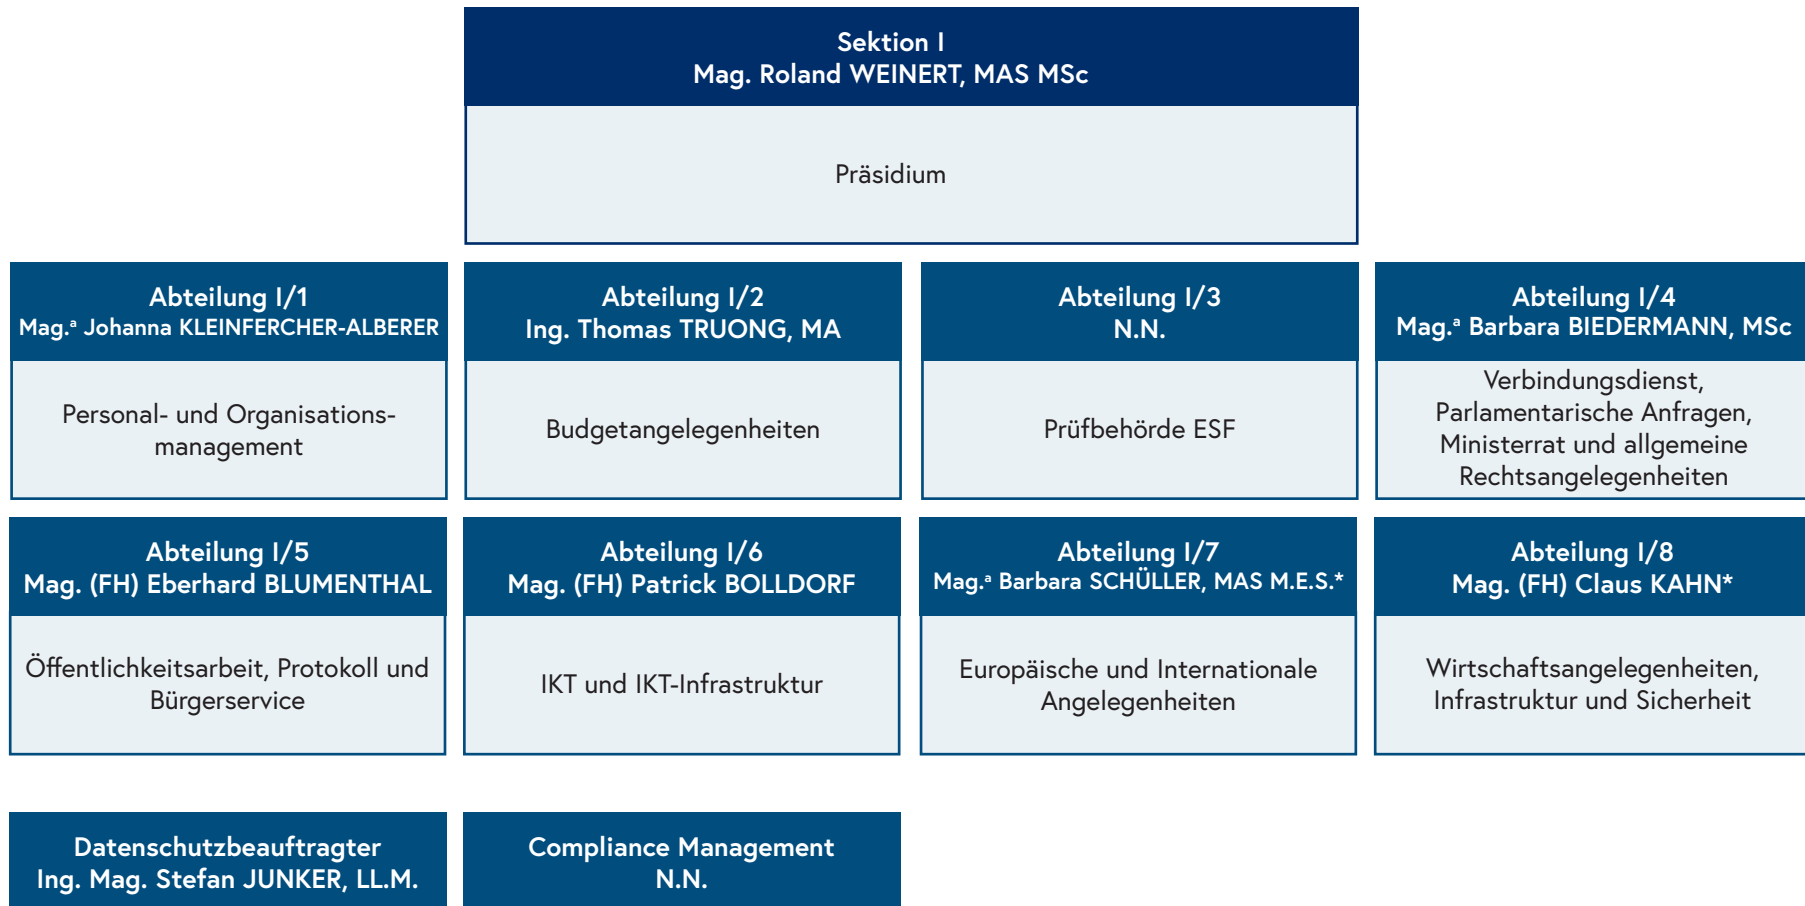 Sektion I
Mag. Roland WEINERT, MAS MSc
Präsidium
Abteilung I/1
Mag.ª Johanna KLEINFERCHER-ALBERER
Personal- und Organisations-
management
Abteilung I/2
Ing. Thomas TRUONG, MA
Budgetangelegenheiten
Abteilung I/3
N.N.
Prüfbehörde ESF
Abteilung I/4
Mag.ª Barbara BIEDERMANN, MSc
Verbindungsdienst,
Parlamentarische Anfragen,
Ministerrat und allgemeine
Rechtsangelegenheiten
Abteilung I/5
Mag. (FH) Eberhard BLUMENTHAL
Öffentlichkeitsarbeit, Protokoll und
Bürgerservice
Abteilung I/6
Mag. (FH) Patrick BOLLDORF
IKT und IKT-Infrastruktur
Abteilung I/7
Mag.ª Barbara SCHÜLLER, MAS M.E.S.*
Europäische und Internationale
Angelegenheiten
Abteilung I/8
Mag. (FH) Claus KAHN*
Wirtschaftsangelegenheiten,
Infrastruktur und Sicherheit
Datenschutzbeauftragter
Ing. Mag. Stefan JUNKER, LL.M.
Compliance Management
N.N.